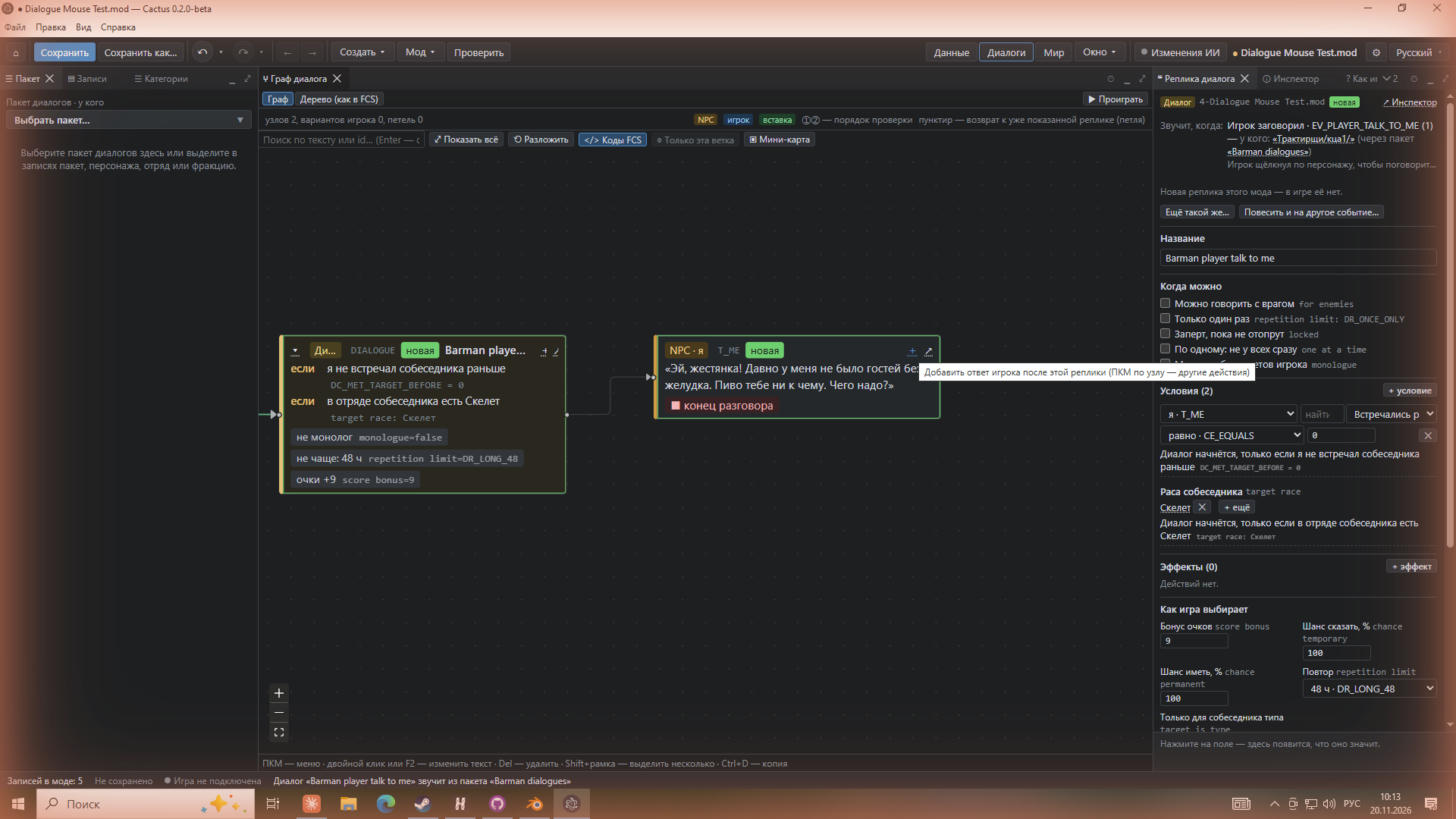 ● Dialogue Mouse Test.mod — Cactus 0.2.0-beta
Файл Правка Вид Справка
Сохранить Сохранить как... Создать Мод Проверить Данные Диалоги Мир Окно Изменения ИИ ● Dialogue Mouse Test.mod Русский
Пакет Записи Категории
Граф диалога
Реплика диалога Инспектор ? Как и 2
Пакет диалогов · у кого
Выбрать пакет...
Выберите пакет диалогов здесь или выделите в
записях пакет, персонажа, отряд или фракцию.
Граф Дерево (как в FCS) Проиграть
узлов 2, вариантов игрока 0, петель 0 NPC игрок вставка ①② — порядок проверки пунктир — возврат к уже показанной реплике (петля)
Поиск по тексту или id... (Enter — с Показать всё Разложить </> Коды FCS Только эта ветка Мини-карта
Ди... DIALOGUE новая Barman playe...
если я не встречал собеседника раньше
DC_MET_TARGET_BEFORE = 0
если в отряде собеседника есть Скелет
target race: Скелет
не монолог monologue=false
не чаще: 48 ч repetition limit=DR_LONG_48
очки +9 score bonus=9
NPC · я T_ME новая
«Эй, жестянка! Давно у меня не было гостей бе
желудка. Пиво тебе ни к чему. Чего надо?»
конец разговора
Добавить ответ игрока после этой реплики (ПКМ по узлу — другие действия)
ПКМ — меню · двойной клик или F2 — изменить текст · Del — удалить · Shift+рамка — выделить несколько · Ctrl+D — копия
Диалог 4-Dialogue Mouse Test.mod новая Инспектор
Звучит, когда: Игрок заговорил · EV_PLAYER_TALK_TO_ME (1)
— у кого: «Трактирщи/кца1/» (через пакет
«Barman dialogues»)
Игрок щёлкнул по персонажу, чтобы поговорит...
Новая реплика этого мода — в игре её нет.
Ещё такой же... Повесить и на другое событие...
Название
Barman player talk to me
Когда можно
Можно говорить с врагом for enemies
Только один раз repetition limit: DR_ONCE_ONLY
Заперт, пока не отопрут locked
По одному: не у всех сразу one at a time
етов игрока monologue
Условия (2) + условие
я · T_ME найти Встречались р
равно · CE_EQUALS 0
Диалог начнётся, только если я не встречал собеседника
раньше DC_MET_TARGET_BEFORE = 0
Раса собеседника target race
Скелет + ещё
Диалог начнётся, только если в отряде собеседника есть
Скелет target race: Скелет
Эффекты (0) + эффект
Действий нет.
Как игра выбирает
Бонус очков score bonus
9
Шанс сказать, % chance
temporary
100
Шанс иметь, % chance
permanent
100
Повтор repetition limit
48 ч · DR_LONG_48
Только для собеседника типа
target is type
Нажмите на поле — здесь появится, что оно значит.
Записей в моде: 5 Не сохранено Игра не подключена Диалог «Barman player talk to me» звучит из пакета «Barman dialogues»
Поиск
РУС
10:13
20.11.2026